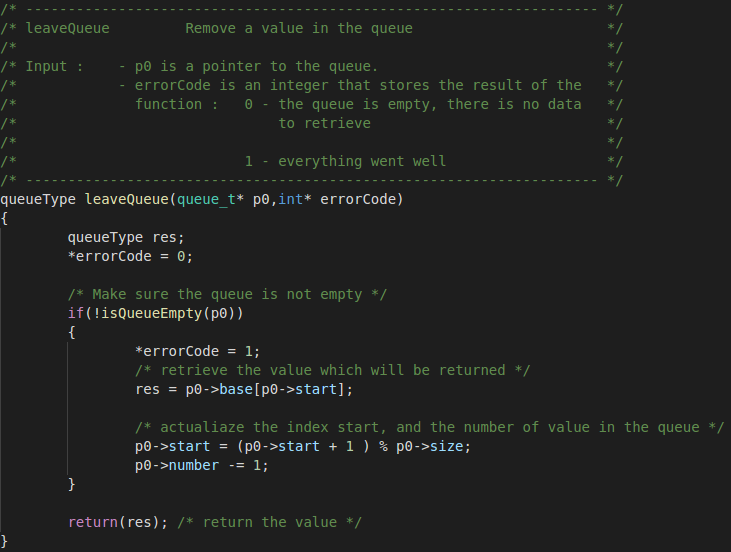 /* -------------------------------------------------------------------- */
/* leaveQueue         Remove a value in the queue                       */
/*                                                                      */
/* Input :    - p0 is a pointer to the queue.                           */
/*            - errorCode is an integer that stores the result of the   */
/*              function :   0 - the queue is empty, there is no data   */
/*                               to retrieve                            */
/*                                                                      */
/*                           1 - everything went well                   */
/* -------------------------------------------------------------------- */
queueType leaveQueue(queue_t* p0,int* errorCode)
{
        queueType res;
        *errorCode = 0;

        /* Make sure the queue is not empty */
        if(!isQueueEmpty(p0))
        {
                *errorCode = 1;
                /* retrieve the value which will be returned */
                res = p0->base[p0->start];

                /* actualiaze the index start, and the number of value in the queue */
                p0->start = (p0->start + 1 ) % p0->size;
                p0->number -= 1;
        }

        return(res); /* return the value */
}